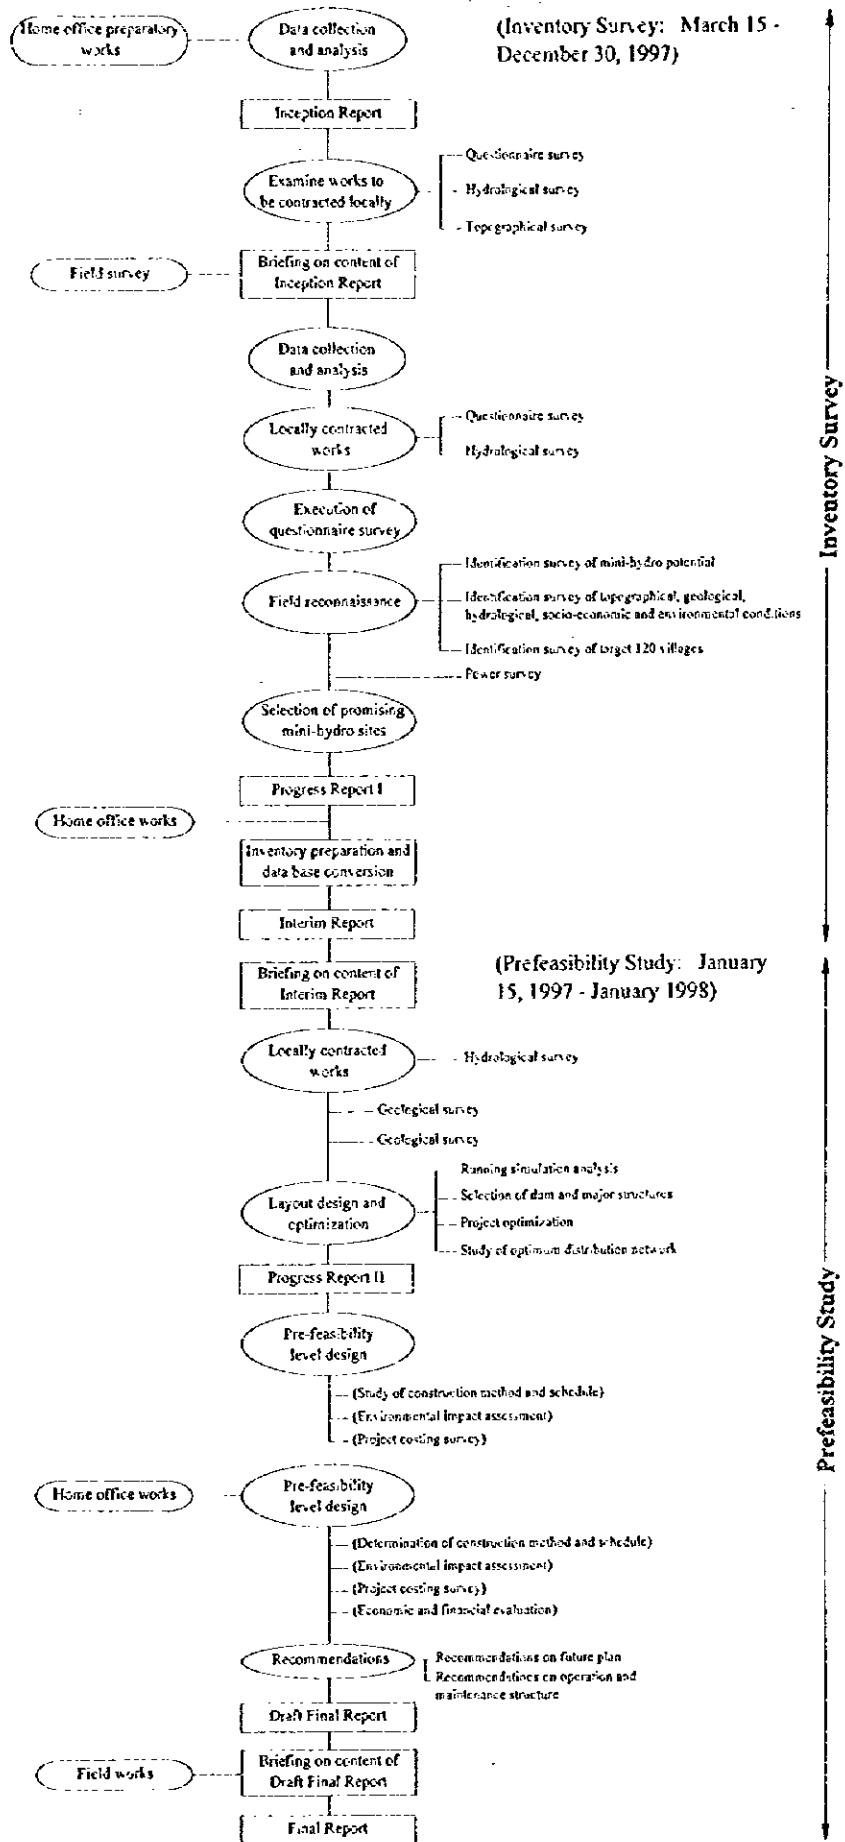 Home office preparatory
works
Data collection
and analysis
(Inventory Survey: March 15 -
December 30, 1997)
Inception Report
Examine works to
be contracted locally
Questionnaire survey
Hydrological survey
Topographical survey
Field survey
Briefing on content of
Inception Report
Data collection
and analysis
Locally contracted
works
Questionnaire survey
Hydrological survey
Execution of
questionnaire survey
Field reconnaissance
Identification survey of mini-hydro potential
Identification survey of topographical, geological,
hydrological, socio-economic and environmental conditions
Identification survey of target 120 villages
Power survey
Selection of promising
mini-hydro sites
Progress Report I
Home office works
Inventory preparation and
data base conversion
Interim Report
Inventory Survey
Briefing on content of
Interim Report
(Prefeasibility Study: January
15, 1997 - January 1998)
Locally contracted
works
Hydrological survey
Geological survey
Geological survey
Layout design and
optimization
Running simulation analysis
Selection of dam and major structures
Project optimization
Study of optimum distribution network
Progress Report II
Pre-feasibility
level design
(Study of construction method and schedule)
(Environmental impact assessment)
(Project costing survey)
Home office works
Pre-feasibility
level design
(Determination of construction method and schedule)
(Environmental impact assessment)
(Project costing survey)
(Economic and financial evaluation)
Recommendations
Recommendations on future plan
Recommendations on operation and
maintenance structure
Draft Final Report
Field works
Briefing on content of
Draft Final Report
Final Report
Prefeasibility Study